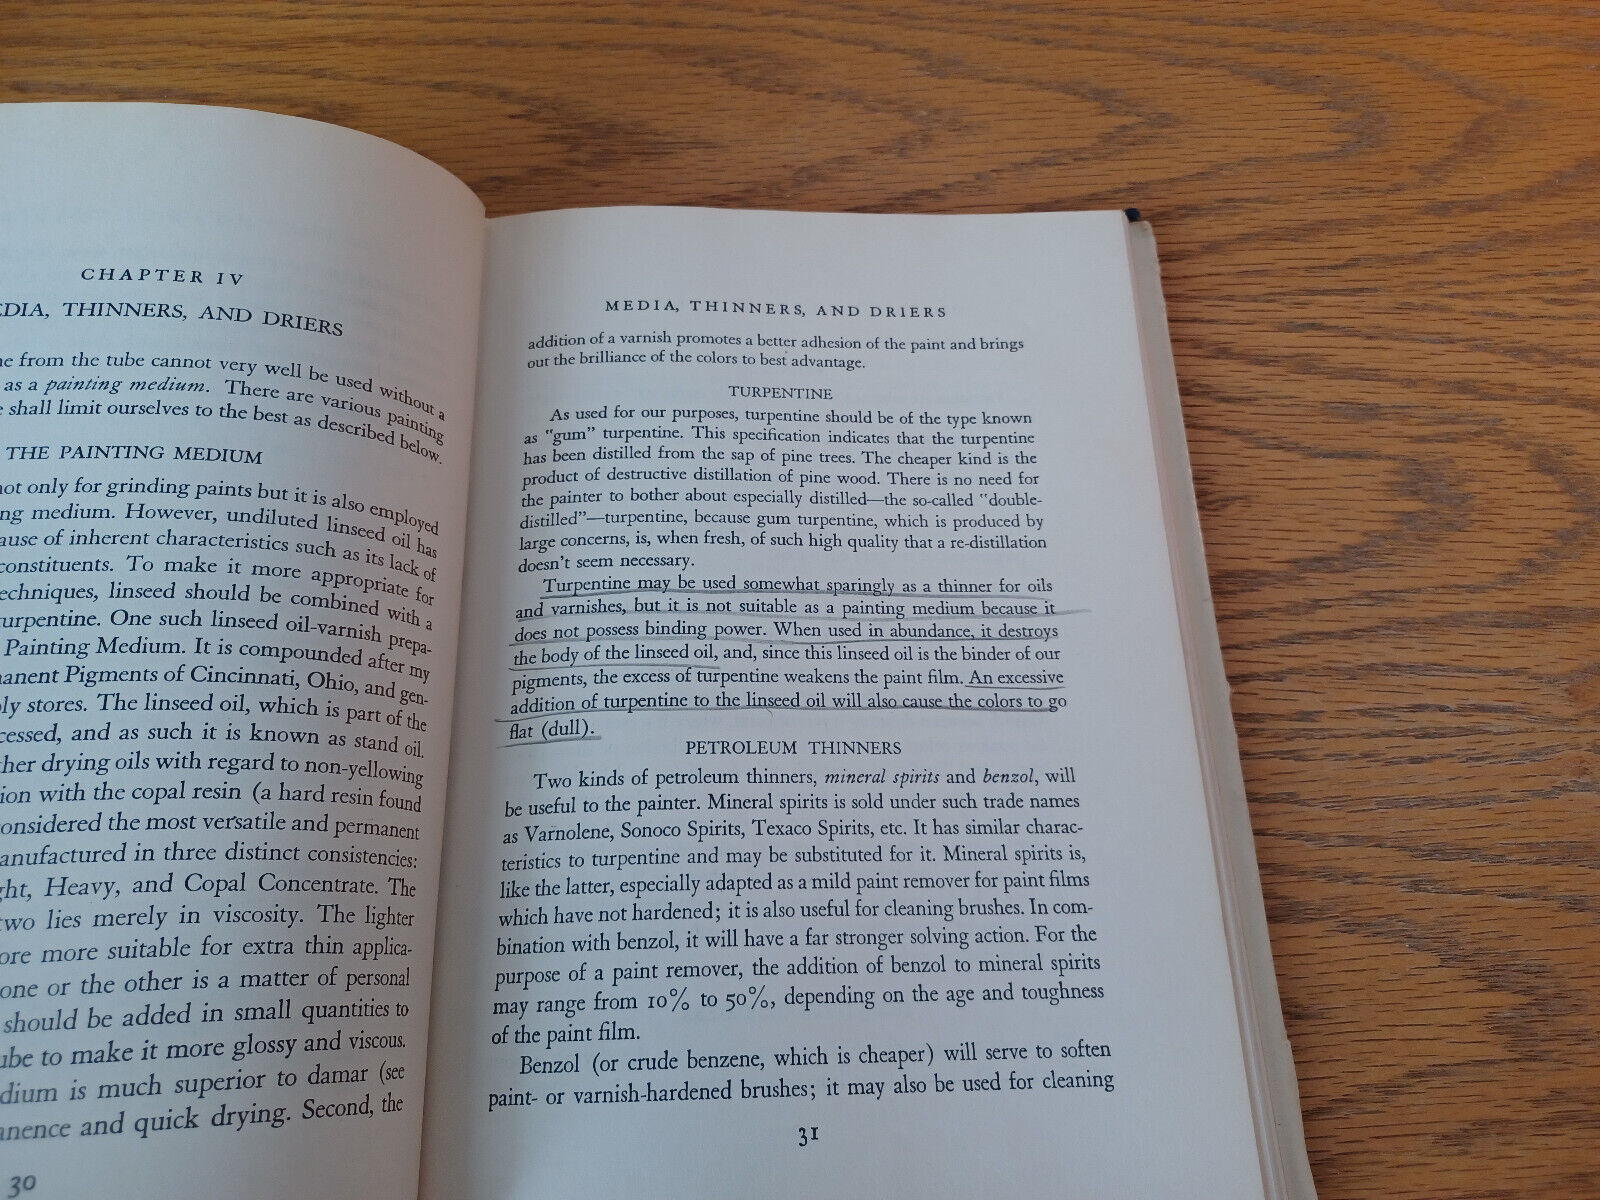 CHAPTER IV
MEDIA, THINNERS, AND DRIERS
from the tube cannot very well be used without a
as a painting medium. There are various painting
shall limit ourselves to the best as described below.
THE PAINTING MEDIUM
not only for grinding paints but it is also employed
medium. However, undiluted linseed oil has
of inherent characteristics such as its lack of
constituents. To make it more appropriate for
techniques, linseed should be combined with a
turpentine. One such linseed oil-varnish prepa-
Painting Medium. It is compounded after my
Pigments of Cincinnati, Ohio, and gen-
stores. The linseed oil, which is part of the
and as such it is known as stand oil.
drying oils with regard to non-yellowing
with the copal resin (a hard resin found
considered the most versatile and permanent
manufactured in three distinct consistencies:
Heavy, and Copal Concentrate. The
two lies merely in viscosity. The lighter
more suitable for extra thin applica-
one or the other is a matter of personal
should be added in small quantities to
to make it more glossy and viscous.
is much superior to damar (see
and quick drying. Second, the
30
MEDIA, THINNERS, AND DRIERS
addition of a varnish promotes a better adhesion of the paint and brings
out the brilliance of the colors to best advantage.
TURPENTINE
As used for our purposes, turpentine should be of the type known
as "gum" turpentine. This specification indicates that the turpentine
has been distilled from the sap of pine trees. The cheaper kind is the
product of destructive distillation of pine wood. There is no need for
the painter to bother about especially distilled—the so-called "double-
distilled"—turpentine, because gum turpentine, which is produced by
large concerns, is, when fresh, of such high quality that a re-distillation
doesn't seem necessary.
Turpentine may be used somewhat sparingly as a thinner for oils
and varnishes, but it is not suitable as a painting medium because it
does not possess binding power. When used in abundance, it destroys
the body of the linseed oil, and, since this linseed oil is the binder of our
pigments, the excess of turpentine weakens the paint film. An excessive
addition of turpentine to the linseed oil will also cause the colors to go
flat (dull).
PETROLEUM THINNERS
Two kinds of petroleum thinners, mineral spirits and benzol, will
be useful to the painter. Mineral spirits is sold under such trade names
as Varnolene, Sonoco Spirits, Texaco Spirits, etc. It has similar charac-
teristics to turpentine and may be substituted for it. Mineral spirits is,
like the latter, especially adapted as a mild paint remover for paint films
which have not hardened; it is also useful for cleaning brushes. In com-
bination with benzol, it will have a far stronger solving action. For the
purpose of a paint remover, the addition of benzol to mineral spirits
may range from 10% to 50%, depending on the age and toughness
of the paint film.
Benzol (or crude benzene, which is cheaper) will serve to soften
paint- or varnish-hardened brushes; it may also be used for cleaning
31